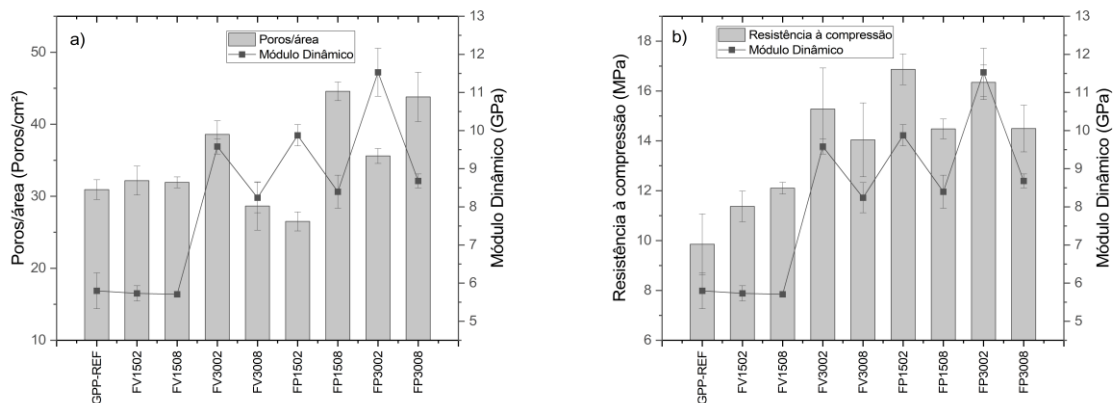 a)
Poros/área
Módulo Dinâmico
Poros/área (Poros/cm²)
50
40
30
20
10
Módulo Dinâmico (GPa)
13
12
11
10
9
8
7
6
5
GPP-REF
FV1502
FV1508
FV3002
FV3008
FP1502
FP1508
FP3002
FP3008
b)
Resistência à compressão
Módulo Dinâmico
Resistência à compressão (MPa)
18
16
14
12
10
8
6
Módulo Dinâmico (GPa)
13
12
11
10
9
8
7
6
5
GPP-REF
FV1502
FV1508
FV3002
FV3008
FP1502
FP1508
FP3002
FP3008